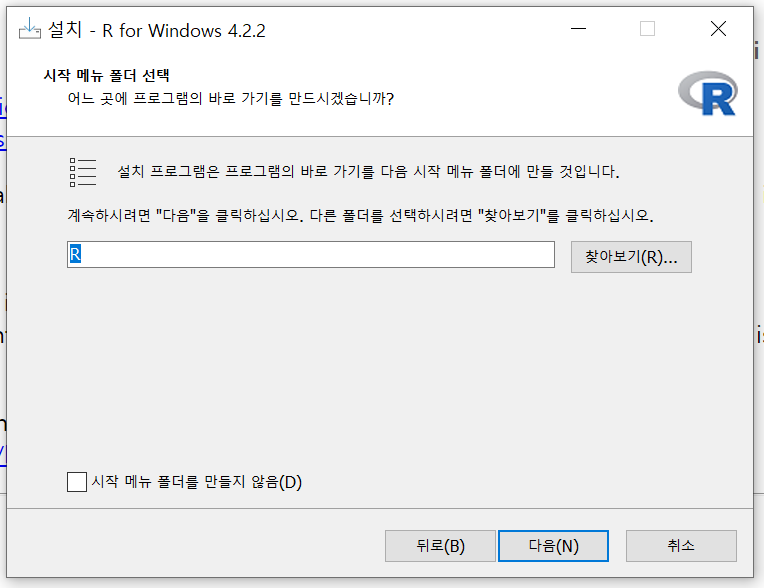 설치 - R for Windows 4.2.2
시작 메뉴 폴더 선택
어느 곳에 프로그램의 바로 가기를 만드시겠습니까?
R
설치 프로그램은 프로그램의 바로 가기를 다음 시작 메뉴 폴더에 만들 것입니다.
계속하시려면 "다음"을 클릭하십시오. 다른 폴더를 선택하시려면 "찾아보기"를 클릭하십시오.
R
찾아보기(R)...
시작 메뉴 폴더를 만들지 않음(D)
뒤로(B)
다음(N)
취소